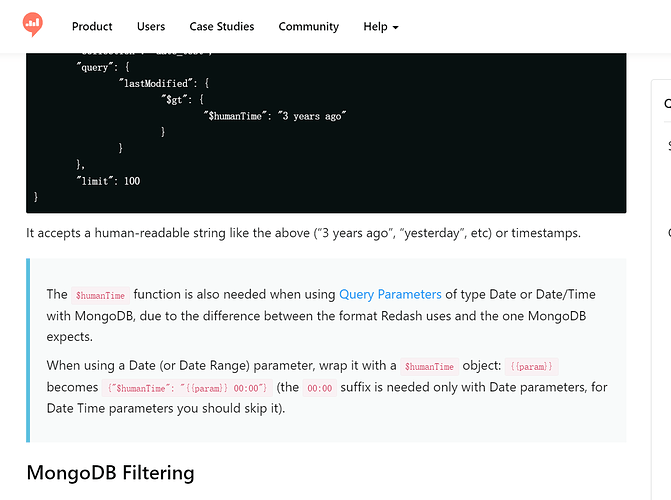 Product Users Case Studies Community Help
"query": {
"lastModified": {
"$gt": {
"$humanTime": "3 years ago"
}
}
},
"limit": 100
}
It accepts a human-readable string like the above (“3 years ago”, “yesterday”, etc) or timestamps.
The $humanTime function is also needed when using Query Parameters of type Date or Date/Time
with MongoDB, due to the difference between the format Redash uses and the one MongoDB
expects.
When using a Date (or Date Range) parameter, wrap it with a $humanTime object: {{param}}
becomes {"$humanTime": "{{param}} 00:00"} (the 00:00 suffix is needed only with Date parameters, for
Date Time parameters you should skip it).
MongoDB Filtering